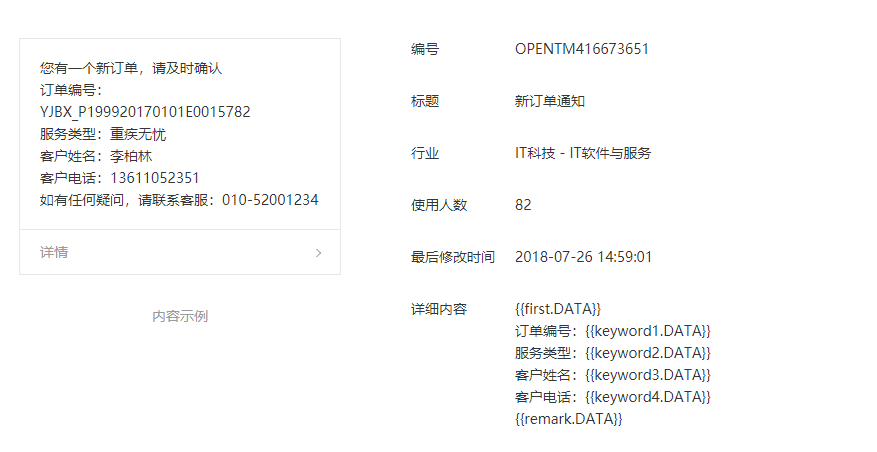 您有一个新订单，请及时确认
订单编号：
YJBX_P199920170101E0015782
服务类型：重疾无忧
客户姓名：李柏林
客户电话：13611052351
如有任何疑问，请联系客服：010-52001234
详情
内容示例
编号 OPENTM416673651
标题 新订单通知
行业 IT科技 - IT软件与服务
使用人数 82
最后修改时间 2018-07-26 14:59:01
详细内容 {{first.DATA}}
订单编号：{{keyword1.DATA}}
服务类型：{{keyword2.DATA}}
客户姓名：{{keyword3.DATA}}
客户电话：{{keyword4.DATA}}
{{remark.DATA}}